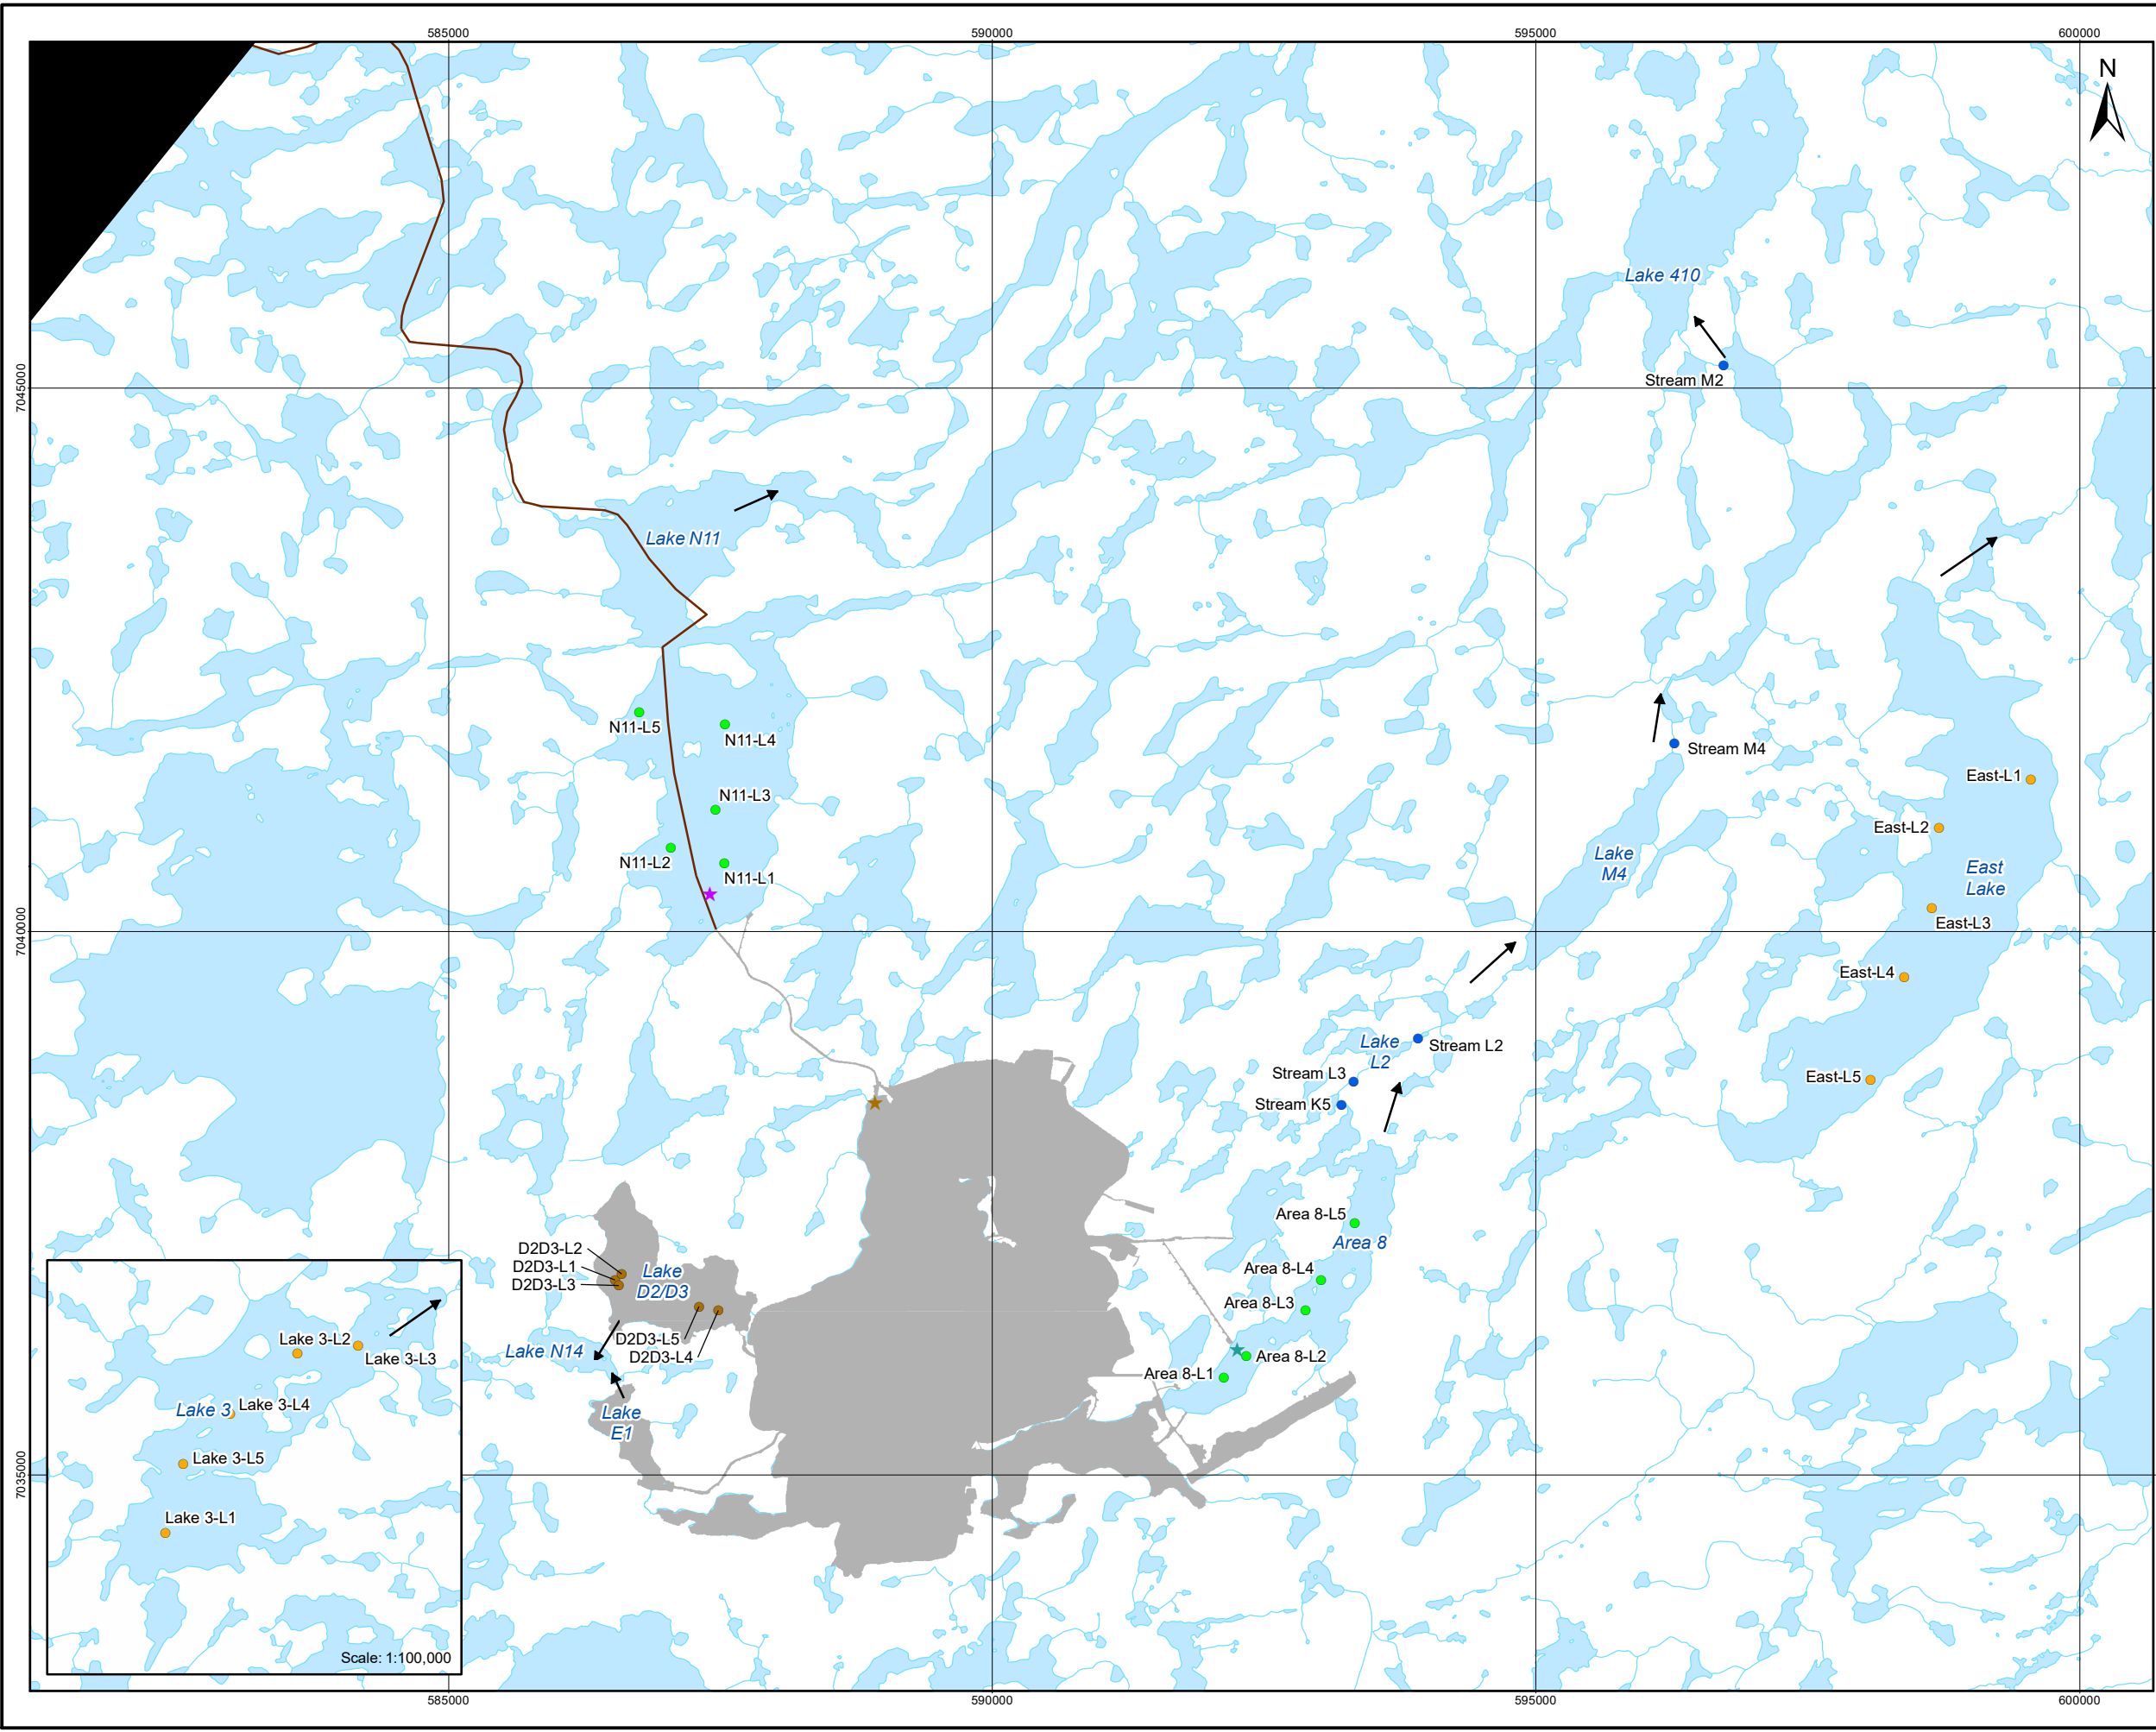 585000
590000
595000
600000
N
Lake 410
7045000
Stream M2
Lake N11
N11-L5
N11-L4
Stream M4
East-L1
N11-L3
East-L2
N11-L2
Lake
M4
East
Lake
N11-L1
7040000
East-L3
East-L4
Lake
L2
Stream L2
Stream L3
East-L5
Stream K5
Area 8-L5
Area 8
D2D3-L2
D2D3-L1
D2D3-L3
Lake
D2/D3
Area 8-L4
Area 8-L3
D2D3-L5
D2D3-L4
Lake N14
Area 8-L2
Area 8-L1
Lake
E1
Lake 3-L2
Lake 3-L3
Lake 3
Lake 3-L4
Lake 3-L5
7035000
Lake 3-L1
Scale: 1:100,000
585000
590000
595000
600000